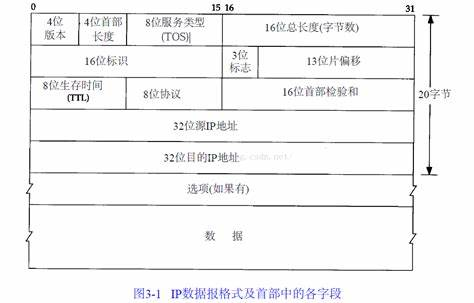 0 15 16 31
4位版本 4位首部长度 8位服务类型(TOS) 16位总长度(字节数)
16位标识 3位标志 13位片偏移
8位生存时间(TTL) 8位协议 16位首部检验和
20字节
32位源IP地址
32位目的IP地址
选项(如果有)
数 据
图3-1 IP数据报格式及首部中的各字段